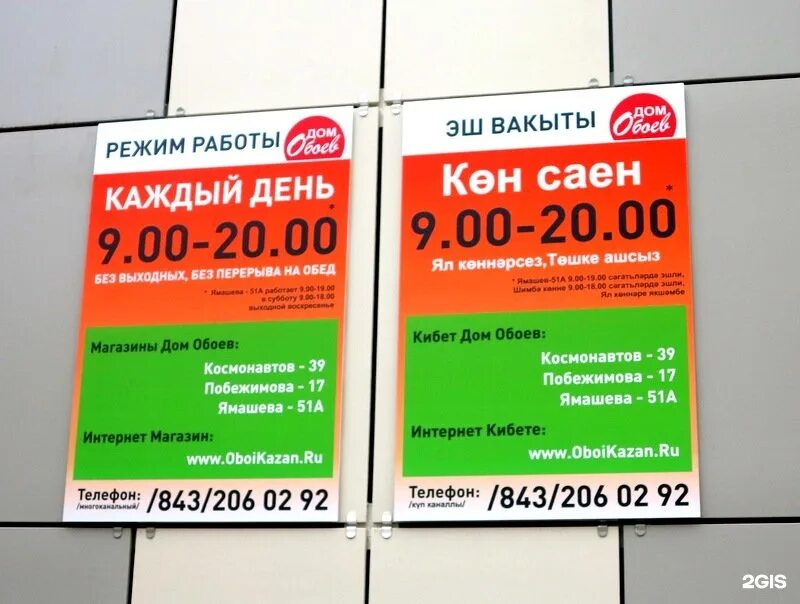 РЕЖИМ РАБОТЫ
ДОМ
Обоев
КАЖДЫЙ ДЕНЬ
9.00-20.00*
БЕЗ ВЫХОДНЫХ, БЕЗ ПЕРЕРЫВА НА ОБЕД
* Ямашева - 51А работает 9.00-19.00
в субботу 9.00-18.00
выходной воскресенье
Магазины Дом Обоев:
Космонавтов - 39
Побежимова - 17
Ямашева - 51А
Интернет Магазин:
www.OboiKazan.Ru
Телефон:
/многоканальный/
/843/206 02 92
ЭШ ВАКЫТЫ
ДОМ
Обоев
Көн саен
9.00-20.00*
Ял көннәрсез,Төшке ашсыз
* Ямашев-51А 9.00-19.00 сәгатьләрдә эшли,
Шимбә көнне 9.00-18.00 сәгатьләрдә эшли,
Ял көннәре якшәмбе
Кибет Дом Обоев:
Космонавтов - 39
Побежимова - 17
Ямашева - 51А
Интернет Кибете:
www.OboiKazan.Ru
Телефон:
/күп каналлы/
/843/206 02 92
2GIS